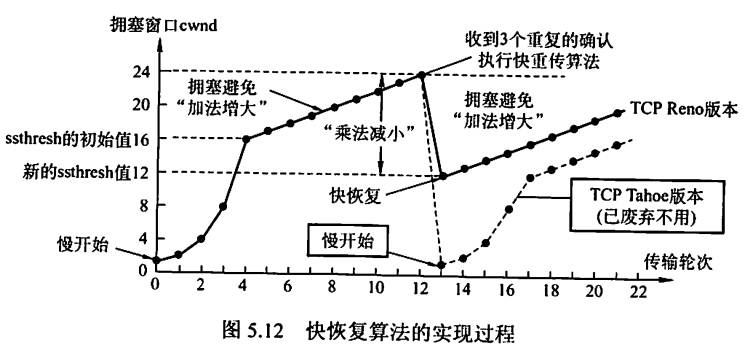 拥塞窗口cwnd
收到3个重复的确认
执行快重传算法
24
拥塞避免
“加法增大”
20
拥塞避免
“加法增大”
TCP Reno版本
ssthresh的初始值16
“乘法减小”
新的ssthresh值12
快恢复
TCP Tahoe版本
(已废弃不用)
8
慢开始
4
慢开始
传输轮次
0
0 2 4 6 8 10 12 14 16 18 20 22
图 5.12 快恢复算法的实现过程